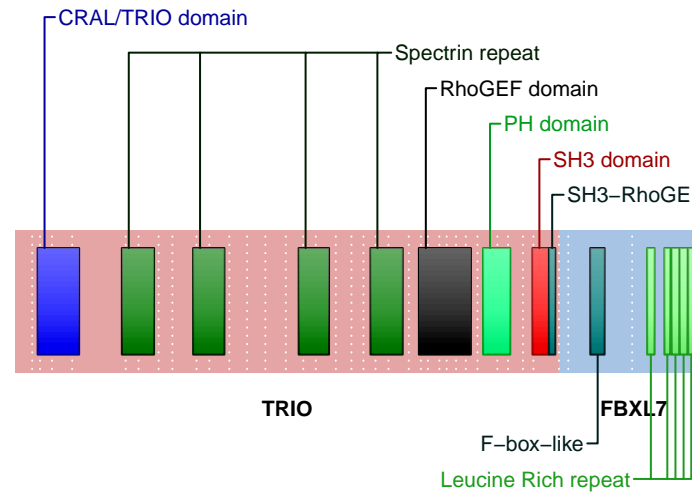 CRAL/TRIO domain
Spectrin repeat
RhoGEF domain
PH domain
SH3 domain
SH3−RhoGE
TRIO
FBXL7
F−box−like
Leucine Rich repeat